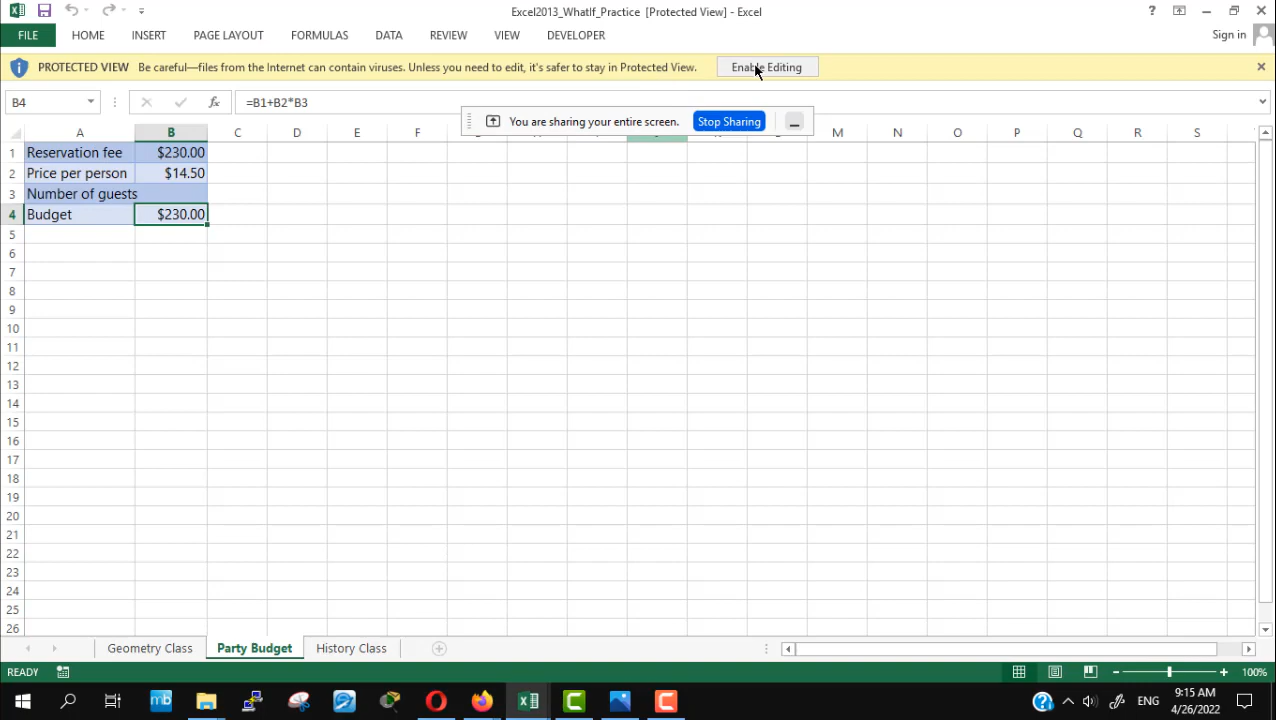 Excel2013_WhatIf_Practice [Protected View] - Excel
?
FILE HOME INSERT PAGE LAYOUT FORMULAS DATA REVIEW VIEW DEVELOPER Sign in
PROTECTED VIEW Be careful—files from the Internet can contain viruses. Unless you need to edit, it's safer to stay in Protected View. Enable Editing
B4 fx =B1+B2*B3
You are sharing your entire screen. Stop Sharing
A B C D E F M N O P Q R S
1 Reservation fee $230.00
2 Price per person $14.50
3 Number of guests
4 Budget $230.00
5
6
7
8
9
10
11
12
13
14
15
16
17
18
19
20
21
22
23
24
25
26
Geometry Class Party Budget History Class
READY 100%
mb ENG 9:15 AM
4/26/2022